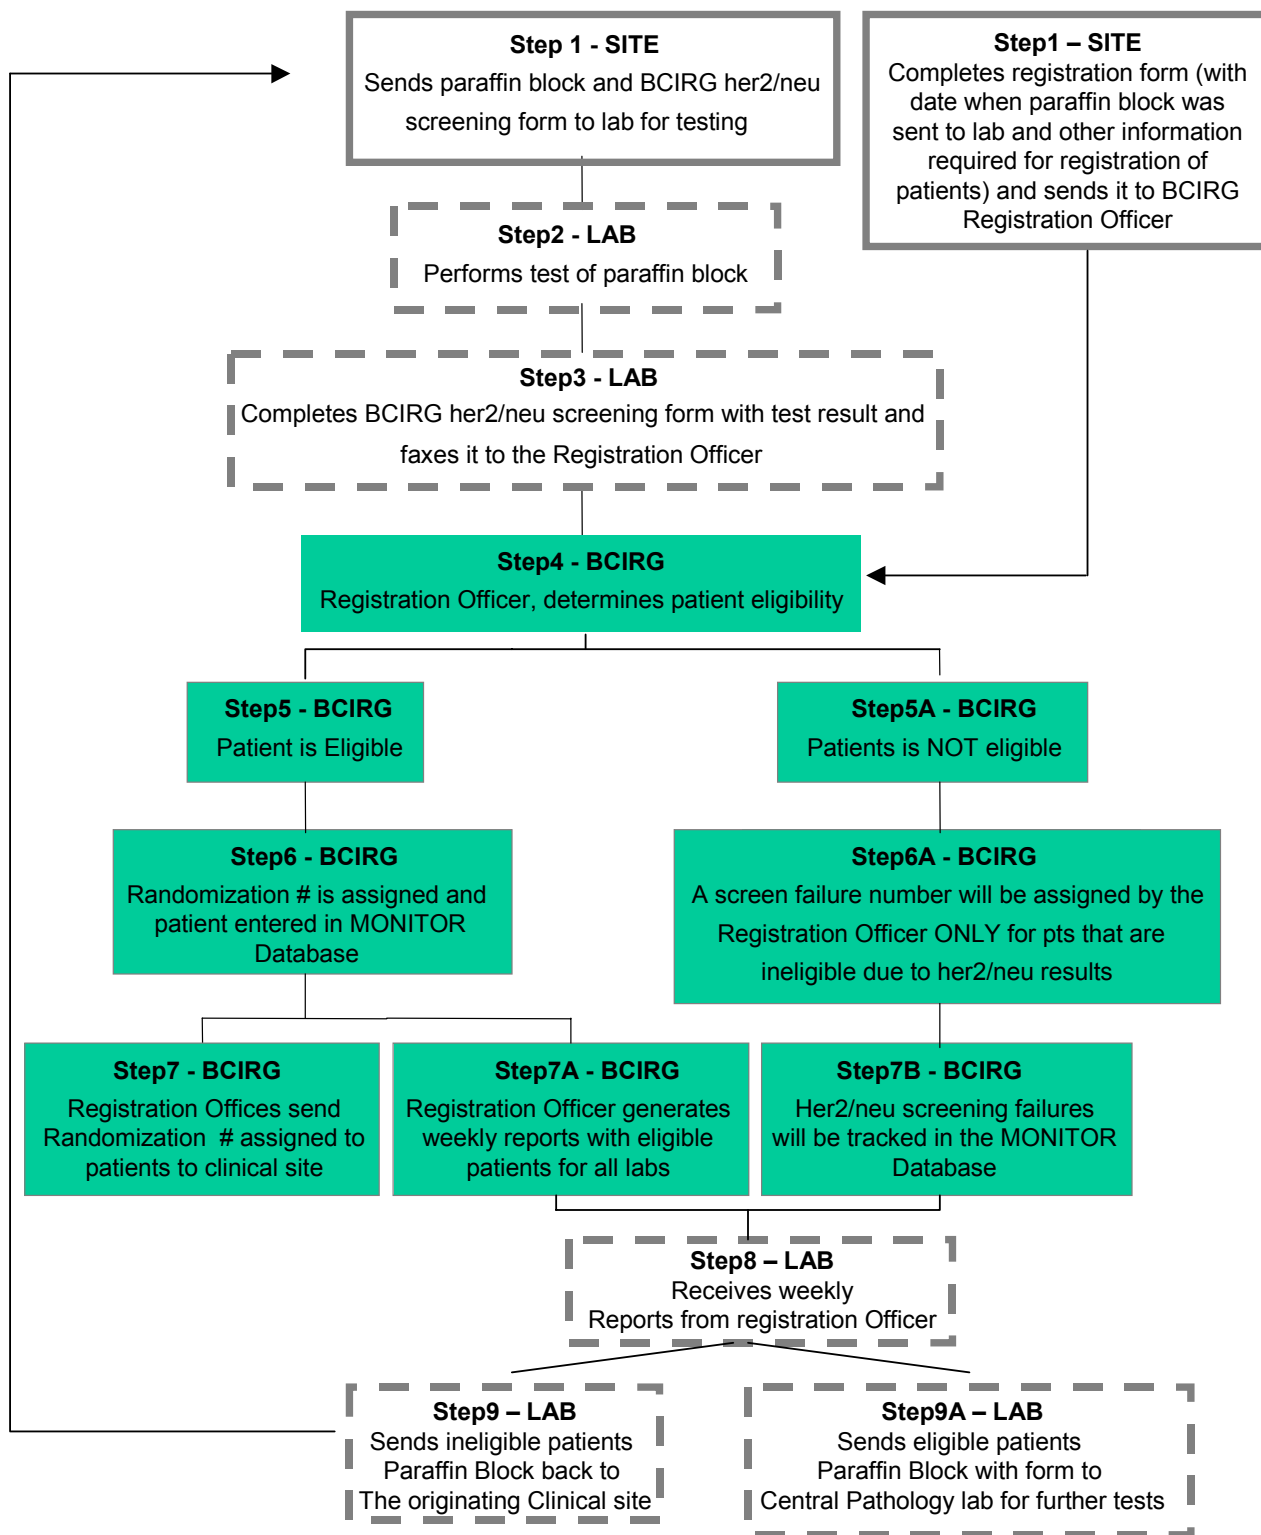 Step 1 - SITE
Sends paraffin block and BCIRG her2/neu
screening form to lab for testing
Step1 – SITE
Completes registration form (with
date when paraffin block was
sent to lab and other information
required for registration of
patients) and sends it to BCIRG
Registration Officer
Step2 - LAB
Performs test of paraffin block
Step3 - LAB
Completes BCIRG her2/neu screening form with test result and
faxes it to the Registration Officer
Step4 - BCIRG
Registration Officer, determines patient eligibility
Step5 - BCIRG
Patient is Eligible
Step5A - BCIRG
Patients is NOT eligible
Step6 - BCIRG
Randomization # is assigned and
patient entered in MONITOR
Database
Step6A - BCIRG
A screen failure number will be assigned by the
Registration Officer ONLY for pts that are
ineligible due to her2/neu results
Step7 - BCIRG
Registration Offices send
Randomization # assigned to
patients to clinical site
Step7A - BCIRG
Registration Officer generates
weekly reports with eligible
patients for all labs
Step7B - BCIRG
Her2/neu screening failures
will be tracked in the MONITOR
Database
Step8 – LAB
Receives weekly
Reports from registration Officer
Step9 – LAB
Sends ineligible patients
Paraffin Block back to
The originating Clinical site
Step9A – LAB
Sends eligible patients
Paraffin Block with form to
Central Pathology lab for further tests